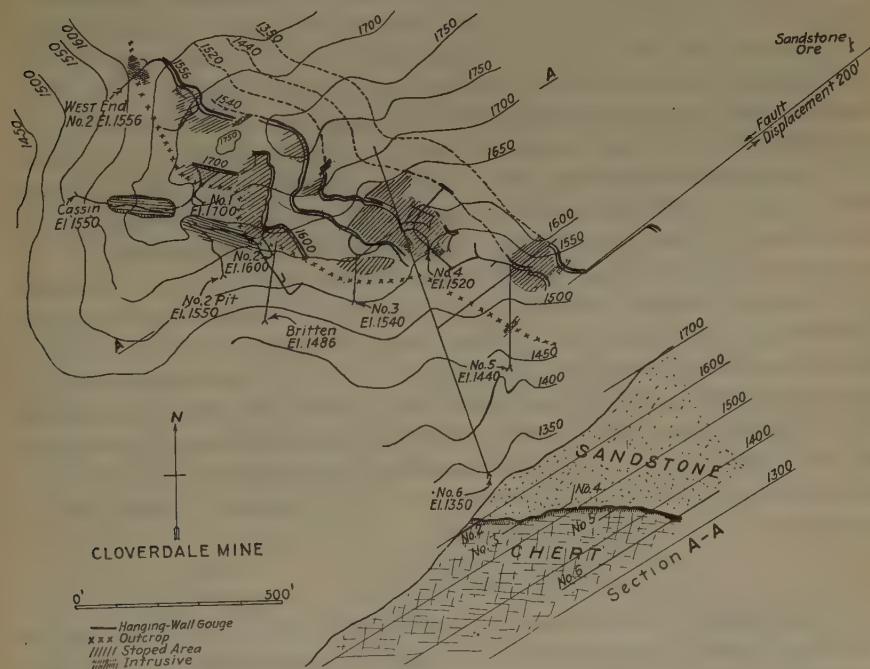 1600
1550
1550
1500
1450
1350
1440
1520
1700
1750
1556
WEST End
No.2 El.1556
1540
1750
1750
1700
1650
A
Sandstone
Ore
Fault
Displacement 200'
1700
No.1
El.1700
Cassin
El.1550
1600
No.2
El.1600
No.2 Pit
El.1550
Britten
El.1486
No.3
El.1540
No.4
El.1520
1600
1550
1500
No.5
El.1440
1450
1400
1350
A
No.6
El.1350
N
CLOVERDALE MINE
0' 500'
Hanging-Wall Gouge
xxx Outcrop
Stoped Area
Intrusive
1700
1600
1500
1400
1300
SANDSTONE
No.4
No.2
No.5
CHERT
No.6
Section A-A